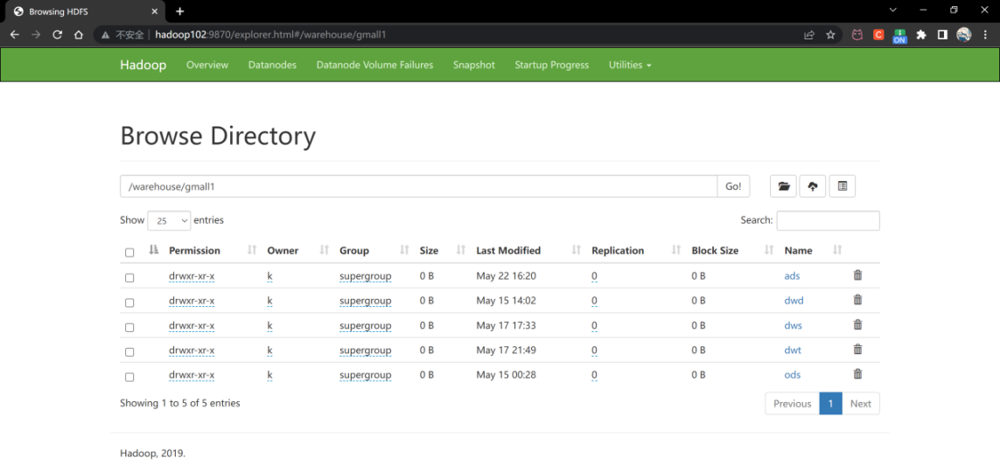 Browsing HDFS
不安全 hadoop102:9870/explorer.html#/warehouse/gmall1
C
ON
Hadoop Overview Datanodes Datanode Volume Failures Snapshot Startup Progress Utilities
Browse Directory
/warehouse/gmall1 Go!
Show 25 entries Search:
Permission Owner Group Size Last Modified Replication Block Size Name
drwxr-xr-x k supergroup 0 B May 22 16:20 0 0 B ads
drwxr-xr-x k supergroup 0 B May 15 14:02 0 0 B dwd
drwxr-xr-x k supergroup 0 B May 17 17:33 0 0 B dws
drwxr-xr-x k supergroup 0 B May 17 21:49 0 0 B dwt
drwxr-xr-x k supergroup 0 B May 15 00:28 0 0 B ods
Showing 1 to 5 of 5 entries Previous 1 Next
Hadoop, 2019.